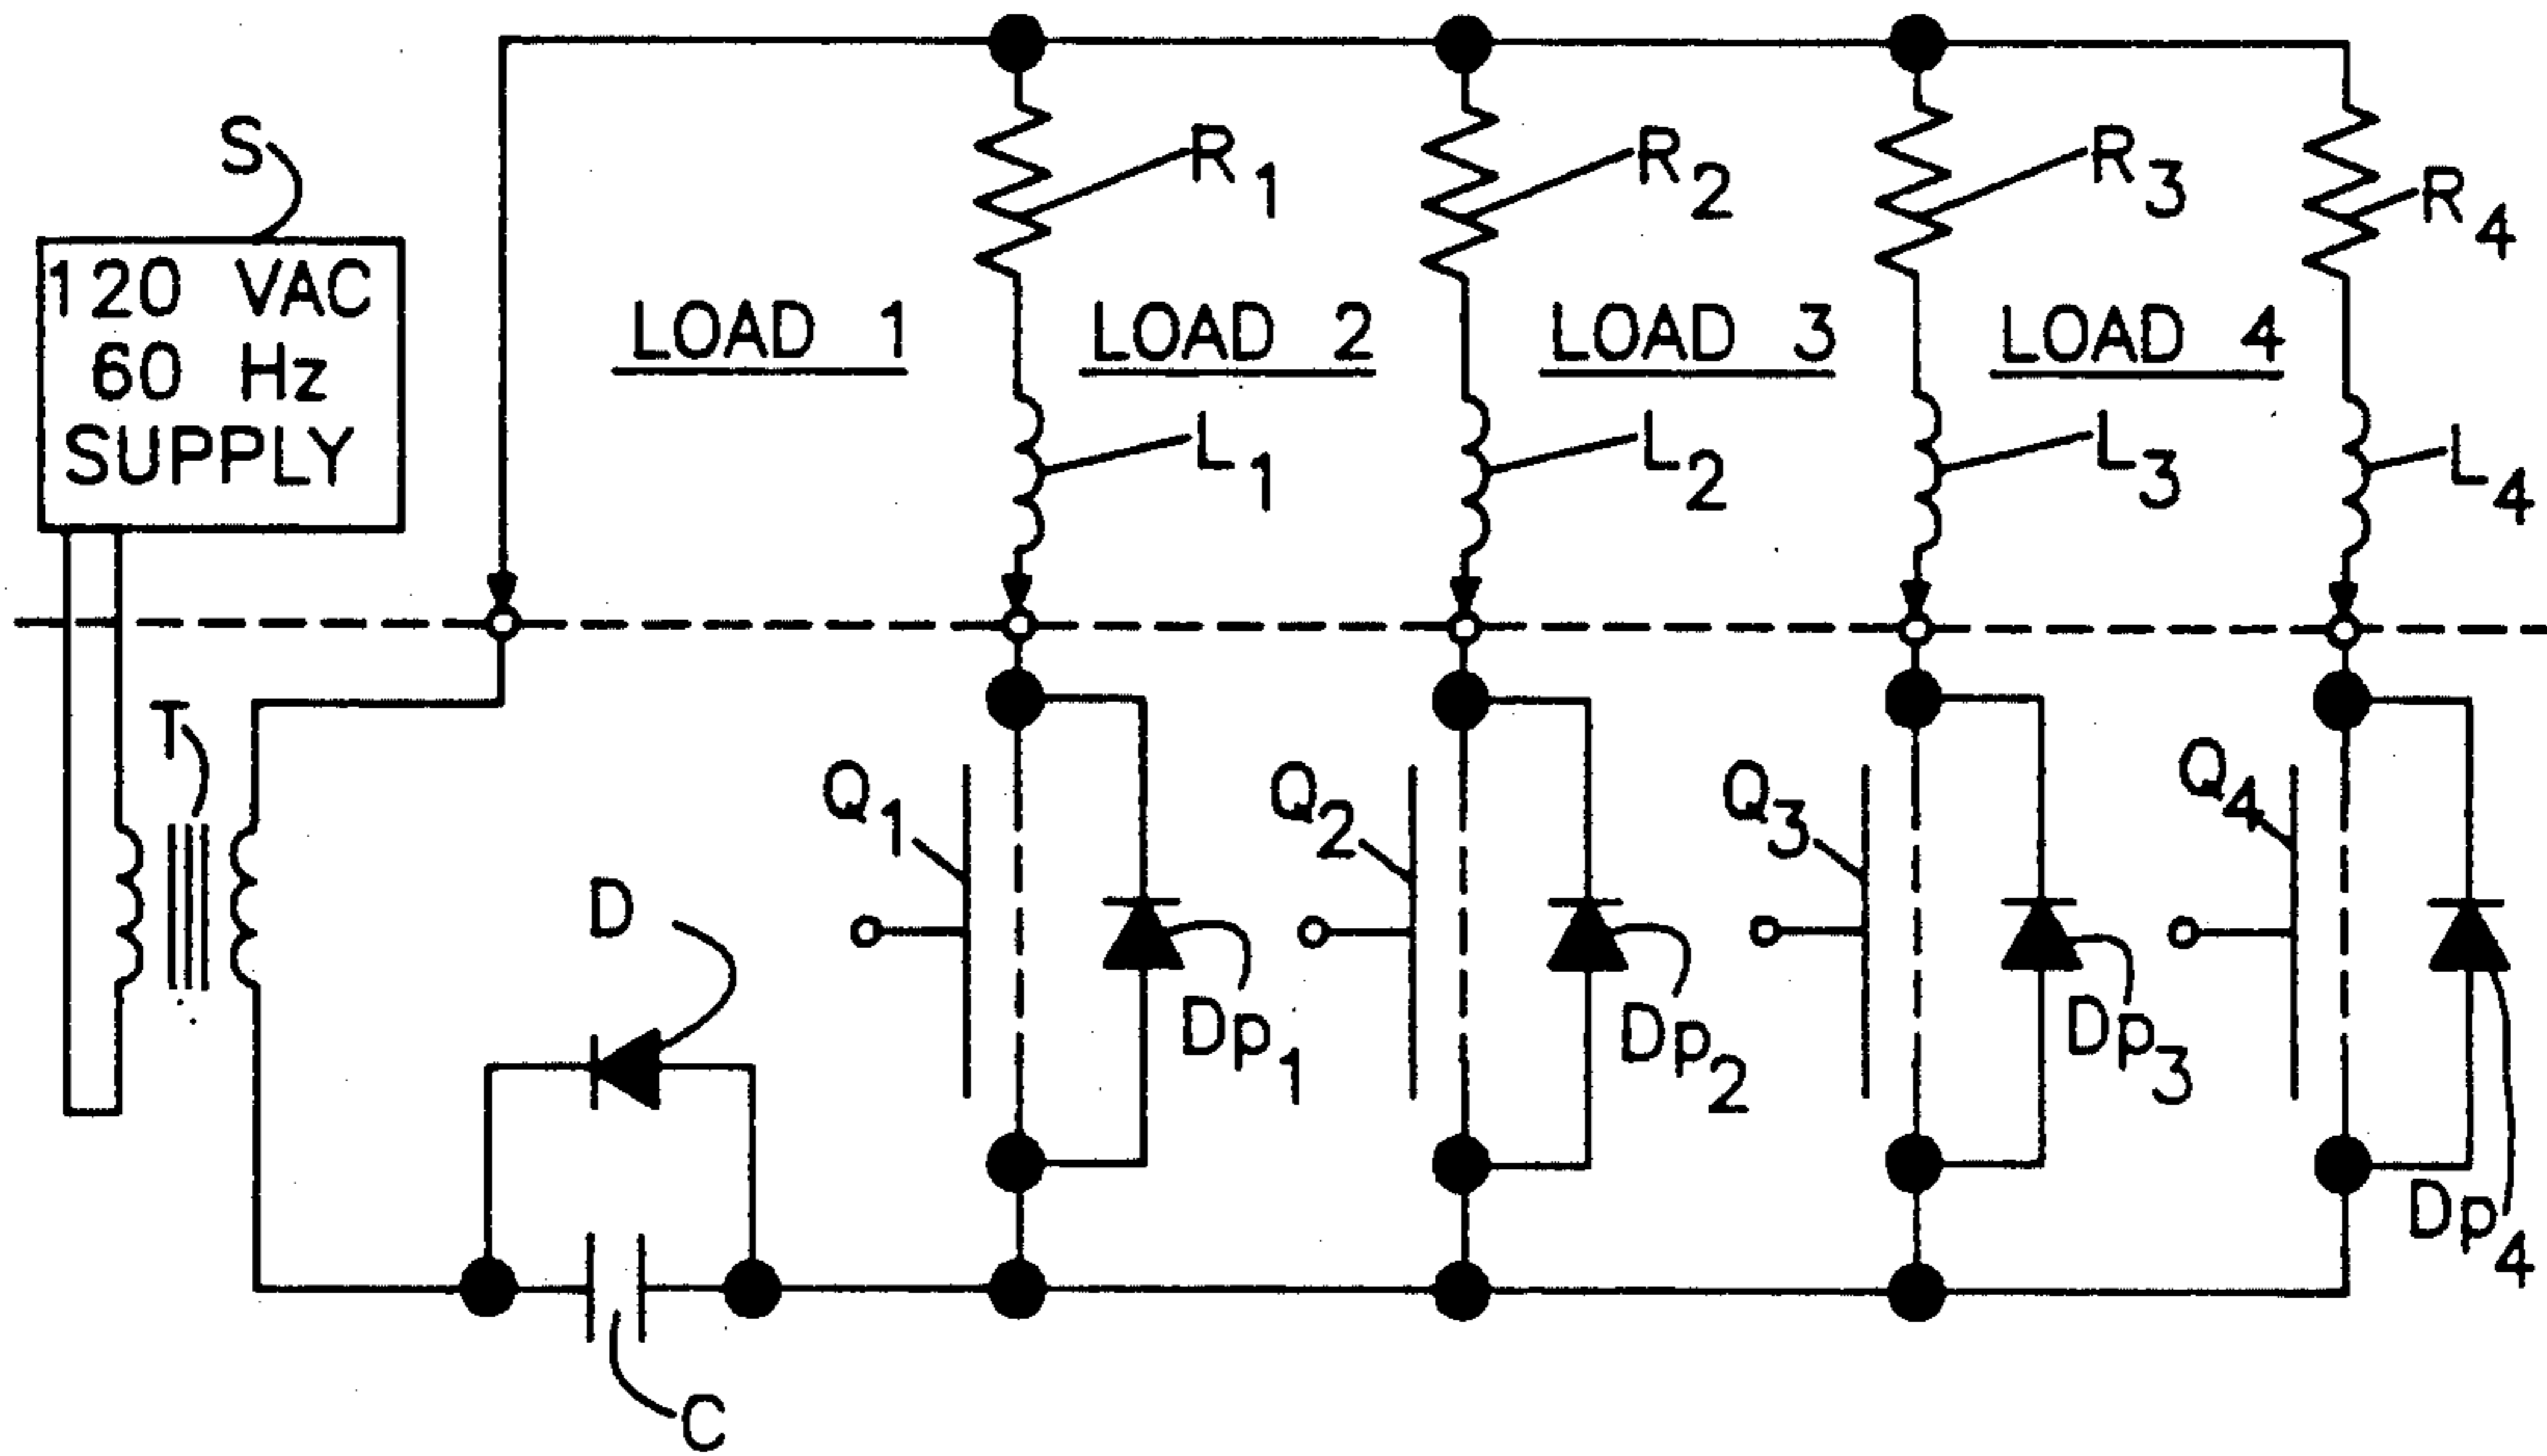 S
120 VAC
60 Hz
SUPPLY
R1
R2
R3
R4
LOAD 1
LOAD 2
LOAD 3
LOAD 4
L1
L2
L3
L4
T
Q1
Q2
Q3
Q4
D
Dp1
Dp2
Dp3
Dp4
C